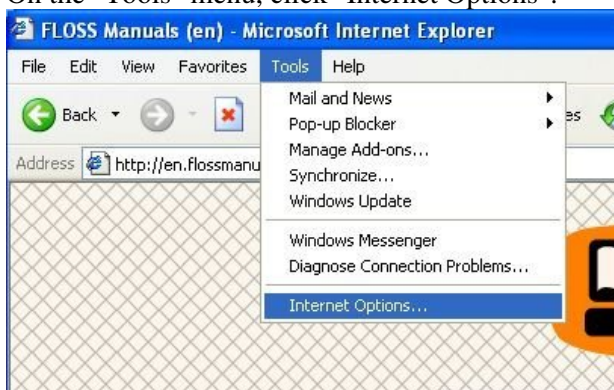 On the "Tools" menu, click "Internet Options":
FLOSS Manuals (en) - Microsoft Internet Explorer
File Edit View Favorites Tools Help
Back
Mail and News
Pop-up Blocker
Manage Add-ons...
Synchronize...
Windows Update
Windows Messenger
Diagnose Connection Problems...
Internet Options...
Address http://en.flossmanu